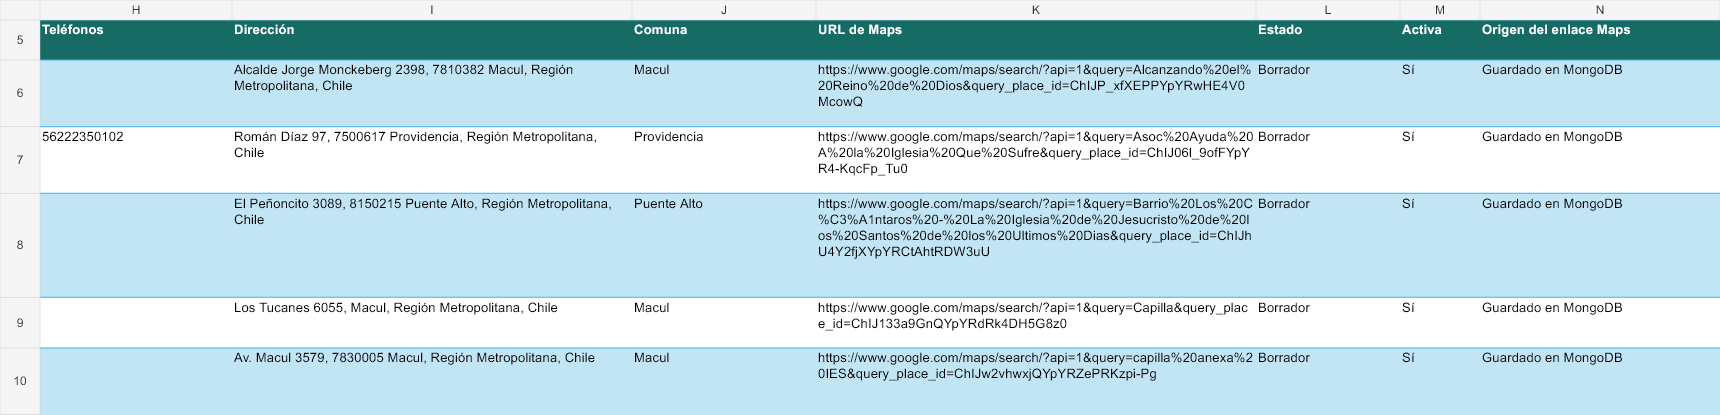 H I J K L M N
5 Teléfonos Dirección Comuna URL de Maps Estado Activa Origen del enlace Maps
6 Alcalde Jorge Monckeberg 2398, 7810382 Macul, Región Macul https://www.google.com/maps/search/?api=1&query=Alcanzando%20el% Borrador Sí Guardado en MongoDB
Metropolitana, Chile 20Reino%20de%20Dios&query_place_id=ChIJP_xfXEPPYpYRwHE4V0
McowQ
7 56222350102 Román Díaz 97, 7500617 Providencia, Región Metropolitana, Providencia https://www.google.com/maps/search/?api=1&query=Asoc%20Ayuda%20 Borrador Sí Guardado en MongoDB
Chile A%20la%20Iglesia%20Que%20Sufre&query_place_id=ChIJ06I_9ofFYpY
R4-KqcFp_Tu0
8 El Peñoncito 3089, 8150215 Puente Alto, Región Metropolitana, Puente Alto https://www.google.com/maps/search/?api=1&query=Barrio%20Los%20C Borrador Sí Guardado en MongoDB
Chile %C3%A1ntaros%20-%20La%20Iglesia%20de%20Jesucristo%20de%20l
os%20Santos%20de%20los%20Ultimos%20Dias&query_place_id=ChIJh
U4Y2fjXYpYRCtAhtRDW3uU
9 Los Tucanes 6055, Macul, Región Metropolitana, Chile Macul https://www.google.com/maps/search/?api=1&query=Capilla&query_plac Borrador Sí Guardado en MongoDB
e_id=ChIJ133a9GnQYpYRdRk4DH5G8z0
10 Av. Macul 3579, 7830005 Macul, Región Metropolitana, Chile Macul https://www.google.com/maps/search/?api=1&query=capilla%20anexa%2 Borrador Sí Guardado en MongoDB
0IES&query_place_id=ChIJw2vhwxjQYpYRZePRKzpi-Pg